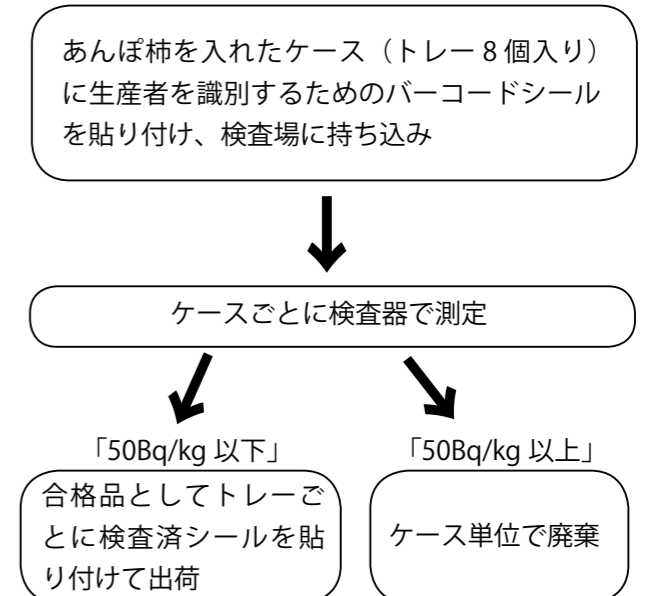 あんぽ柿を入れたケース（トレー 8 個入り）
に生産者を識別するためのバーコードシール
を貼り付け、検査場に持ち込み
ケースごとに検査器で測定
「50Bq/kg 以下」
「50Bq/kg 以上」
合格品としてトレーご
とに検査済シールを貼
り付けて出荷
ケース単位で廃棄